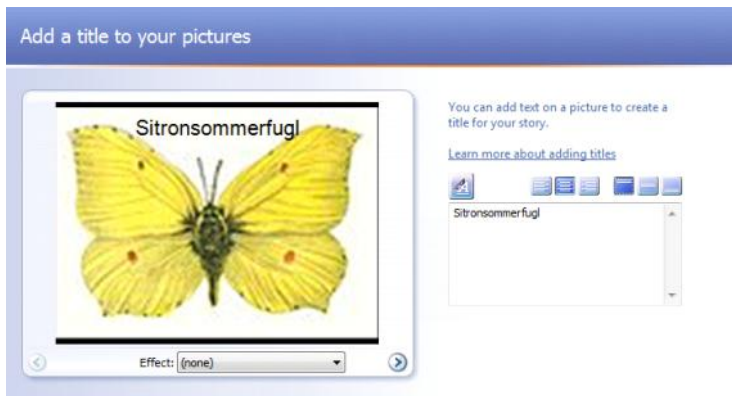 Add a title to your pictures
Sitronsommerfugl
Effect: (none)
You can add text on a picture to create a
title for your story.
Learn more about adding titles
Sitronsommerfugl